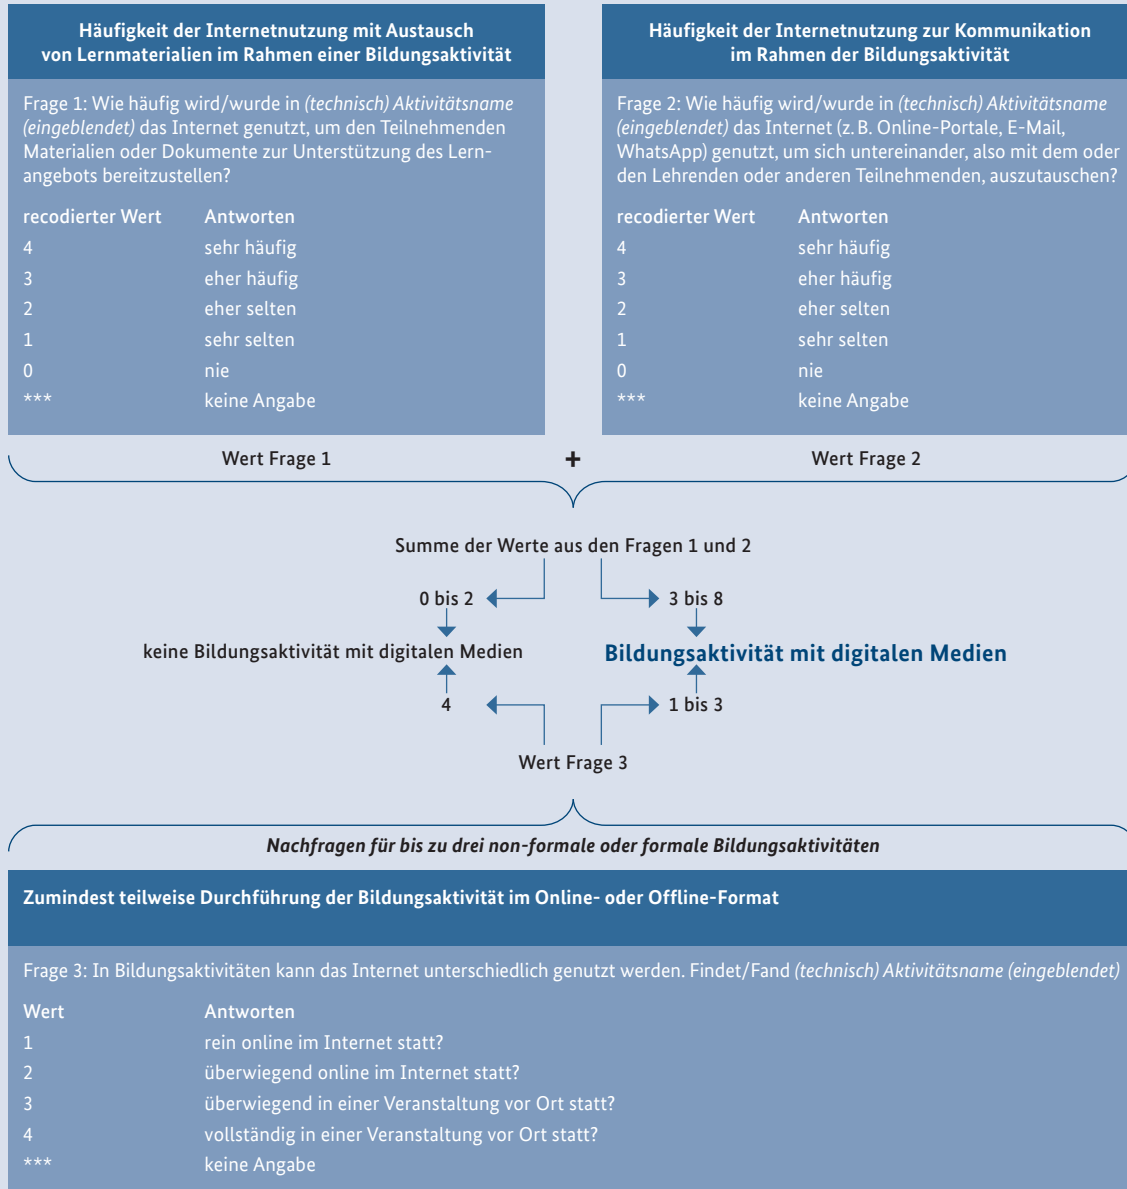 Häufigkeit der Internetnutzung mit Austausch
von Lernmaterialien im Rahmen einer Bildungsaktivität
Frage 1: Wie häufig wird/wurde in (technisch) Aktivitätsname
(eingeblendet) das Internet genutzt, um den Teilnehmenden
Materialien oder Dokumente zur Unterstützung des Lern-
angebots bereitzustellen?
recodierter Wert Antworten
4 sehr häufig
3 eher häufig
2 eher selten
1 sehr selten
0 nie
*** keine Angabe
Häufigkeit der Internetnutzung zur Kommunikation
im Rahmen der Bildungsaktivität
Frage 2: Wie häufig wird/wurde in (technisch) Aktivitätsname
(eingeblendet) das Internet (z. B. Online-Portale, E-Mail,
WhatsApp) genutzt, um sich untereinander, also mit dem oder
den Lehrenden oder anderen Teilnehmenden, auszutauschen?
recodierter Wert Antworten
4 sehr häufig
3 eher häufig
2 eher selten
1 sehr selten
0 nie
*** keine Angabe
Wert Frage 1 + Wert Frage 2
Summe der Werte aus den Fragen 1 und 2
0 bis 2 3 bis 8
keine Bildungsaktivität mit digitalen Medien Bildungsaktivität mit digitalen Medien
4 1 bis 3
Wert Frage 3
Nachfragen für bis zu drei non-formale oder formale Bildungsaktivitäten
Zumindest teilweise Durchführung der Bildungsaktivität im Online- oder Offline-Format
Frage 3: In Bildungsaktivitäten kann das Internet unterschiedlich genutzt werden. Findet/Fand (technisch) Aktivitätsname (eingeblendet)
Wert Antworten
1 rein online im Internet statt?
2 überwiegend online im Internet statt?
3 überwiegend in einer Veranstaltung vor Ort statt?
4 vollständig in einer Veranstaltung vor Ort statt?
*** keine Angabe